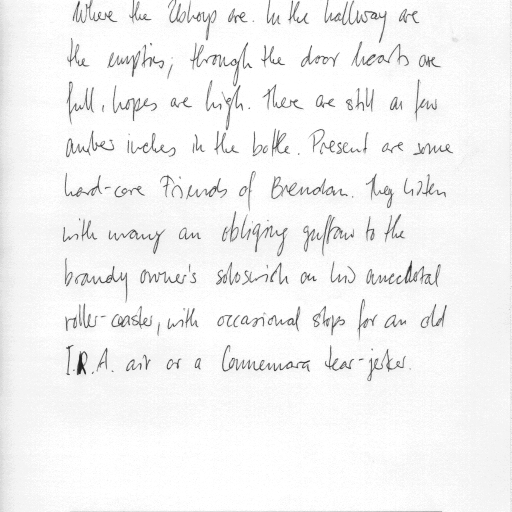 Where the Bishops are. In the hallway are
the empties; through the door hearts are
full, hopes are high. There are still a few
amber inches in the bottle. Present are some
hard-core Friends of Brendan. They listen
with many an obliging guffaw to the
brandy owner's on his anecdotal
roller-coaster, with occasional stops for an old
I.R.A. air or a Connemara tear-jerker.